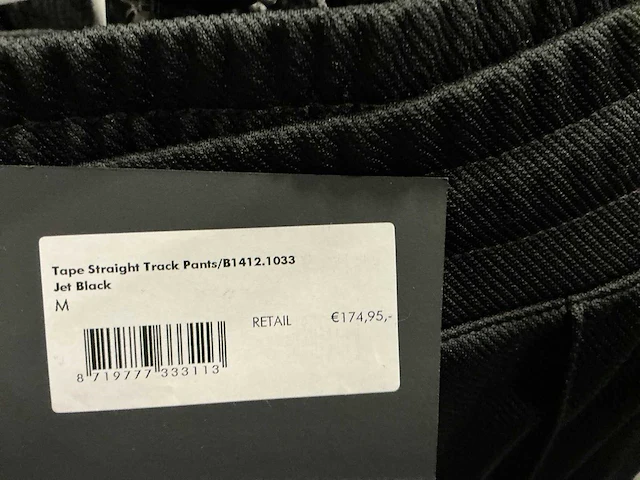 Tape Straight Track Pants/B1412.1033
Jet Black
M
RETAIL €174,95,-
8 719777 333113